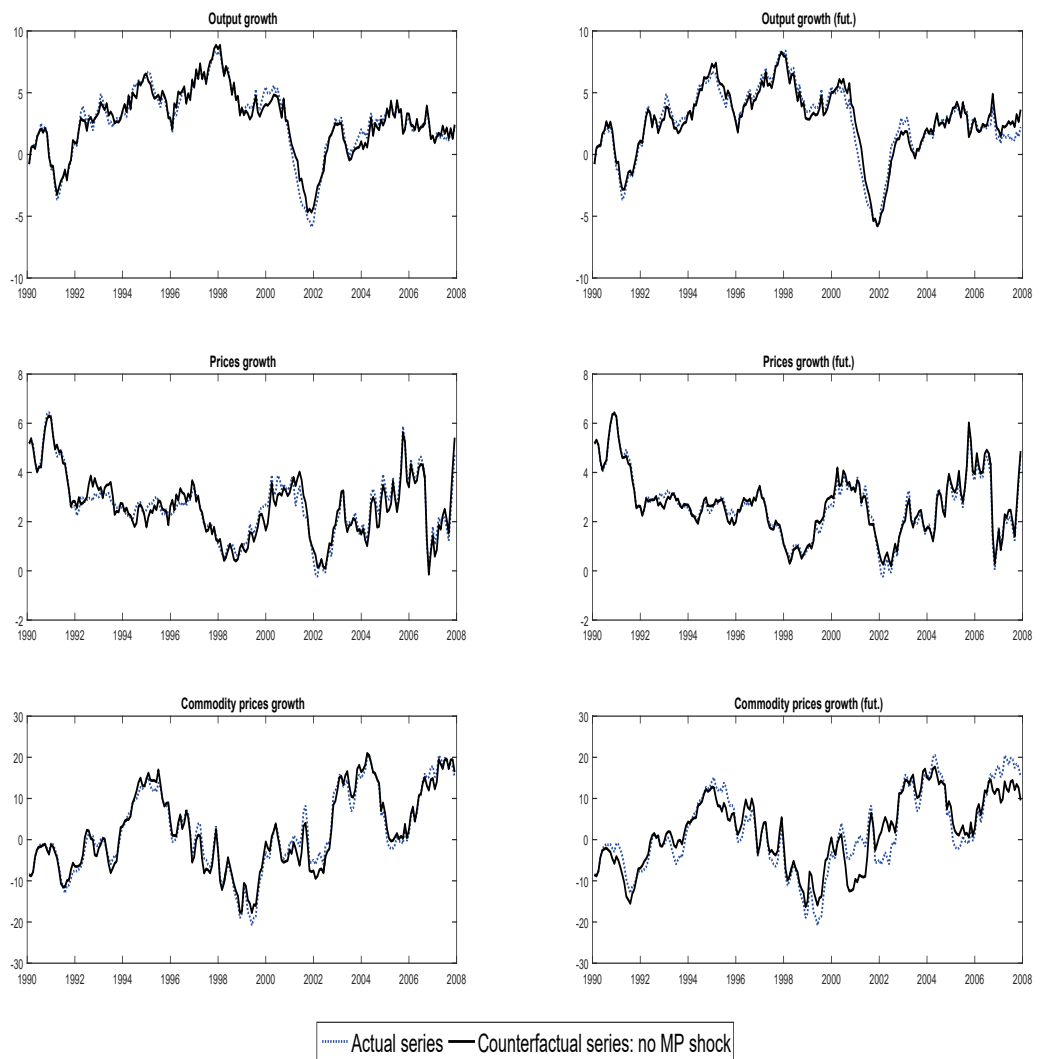 Output growth
10
5
0
-5
-10
1990 1992 1994 1996 1998 2000 2002 2004 2006 2008
Output growth (fut.)
10
5
0
-5
-10
1990 1992 1994 1996 1998 2000 2002 2004 2006 2008
Prices growth
8
6
4
2
0
-2
1990 1992 1994 1996 1998 2000 2002 2004 2006 2008
Prices growth (fut.)
8
6
4
2
0
-2
1990 1992 1994 1996 1998 2000 2002 2004 2006 2008
Commodity prices growth
30
20
10
0
-10
-20
-30
1990 1992 1994 1996 1998 2000 2002 2004 2006 2008
Commodity prices growth (fut.)
30
20
10
0
-10
-20
-30
1990 1992 1994 1996 1998 2000 2002 2004 2006 2008
Actual series Counterfactual series: no MP shock